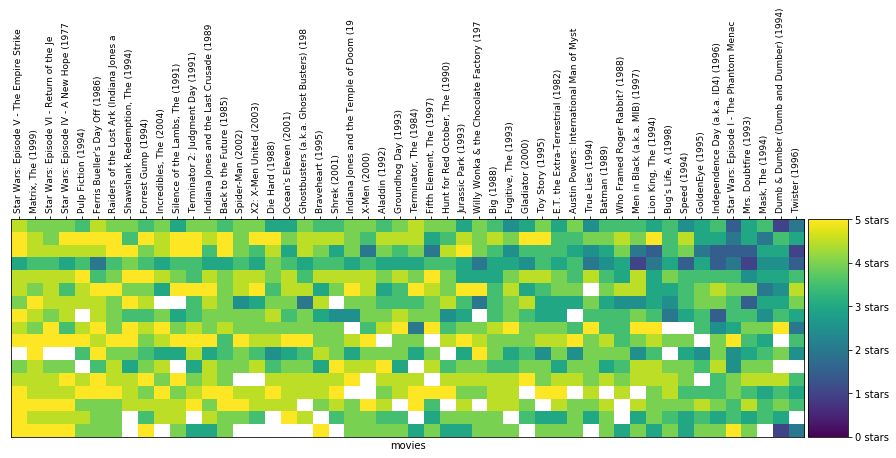 Star Wars: Episode V - The Empire Strike
Matrix, The (1999)
Star Wars: Episode VI - Return of the Je
Star Wars: Episode IV - A New Hope (1977
Pulp Fiction (1994)
Ferris Bueller's Day Off (1986)
Raiders of the Lost Ark (Indiana Jones a
Shawshank Redemption, The (1994)
Forrest Gump (1994)
Incredibles, The (2004)
Silence of the Lambs, The (1991)
Terminator 2: Judgment Day (1991)
Indiana Jones and the Last Crusade (1989
Back to the Future (1985)
Spider-Man (2002)
X2: X-Men United (2003)
Die Hard (1988)
Ocean's Eleven (2001)
Ghostbusters (a.k.a. Ghost Busters) (198
Braveheart (1995)
Shrek (2001)
Indiana Jones and the Temple of Doom (19
X-Men (2000)
Aladdin (1992)
Groundhog Day (1993)
Terminator, The (1984)
Fifth Element, The (1997)
Hunt for Red October, The (1990)
Jurassic Park (1993)
Willy Wonka & the Chocolate Factory (197
Big (1988)
Fugitive, The (1993)
Gladiator (2000)
Toy Story (1995)
E.T. the Extra-Terrestrial (1982)
Austin Powers: International Man of Myst
True Lies (1994)
Batman (1989)
Who Framed Roger Rabbit? (1988)
Men in Black (a.k.a. MIB) (1997)
Lion King, The (1994)
Bug's Life, A (1998)
Speed (1994)
GoldenEye (1995)
Independence Day (a.k.a. ID4) (1996)
Star Wars: Episode I - The Phantom Menac
Mrs. Doubtfire (1993)
Mask, The (1994)
Dumb & Dumber (Dumb and Dumber) (1994)
Twister (1996)
5 stars
4 stars
3 stars
2 stars
1 stars
0 stars
movies